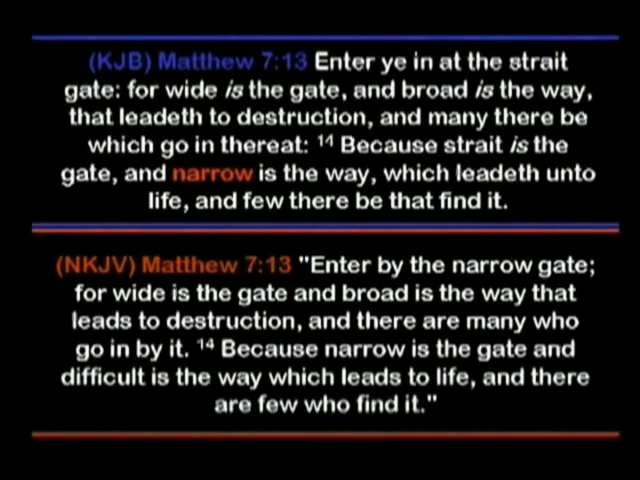 (KJB) Matthew 7:13 Enter ye in at the strait
gate: for wide is the gate, and broad is the way,
that leadeth to destruction, and many there be
which go in thereat: 14 Because strait is the
gate, and narrow is the way, which leadeth unto
life, and few there be that find it.
(NKJV) Matthew 7:13 "Enter by the narrow gate;
for wide is the gate and broad is the way that
leads to destruction, and there are many who
go in by it. 14 Because narrow is the gate and
difficult is the way which leads to life, and there
are few who find it."